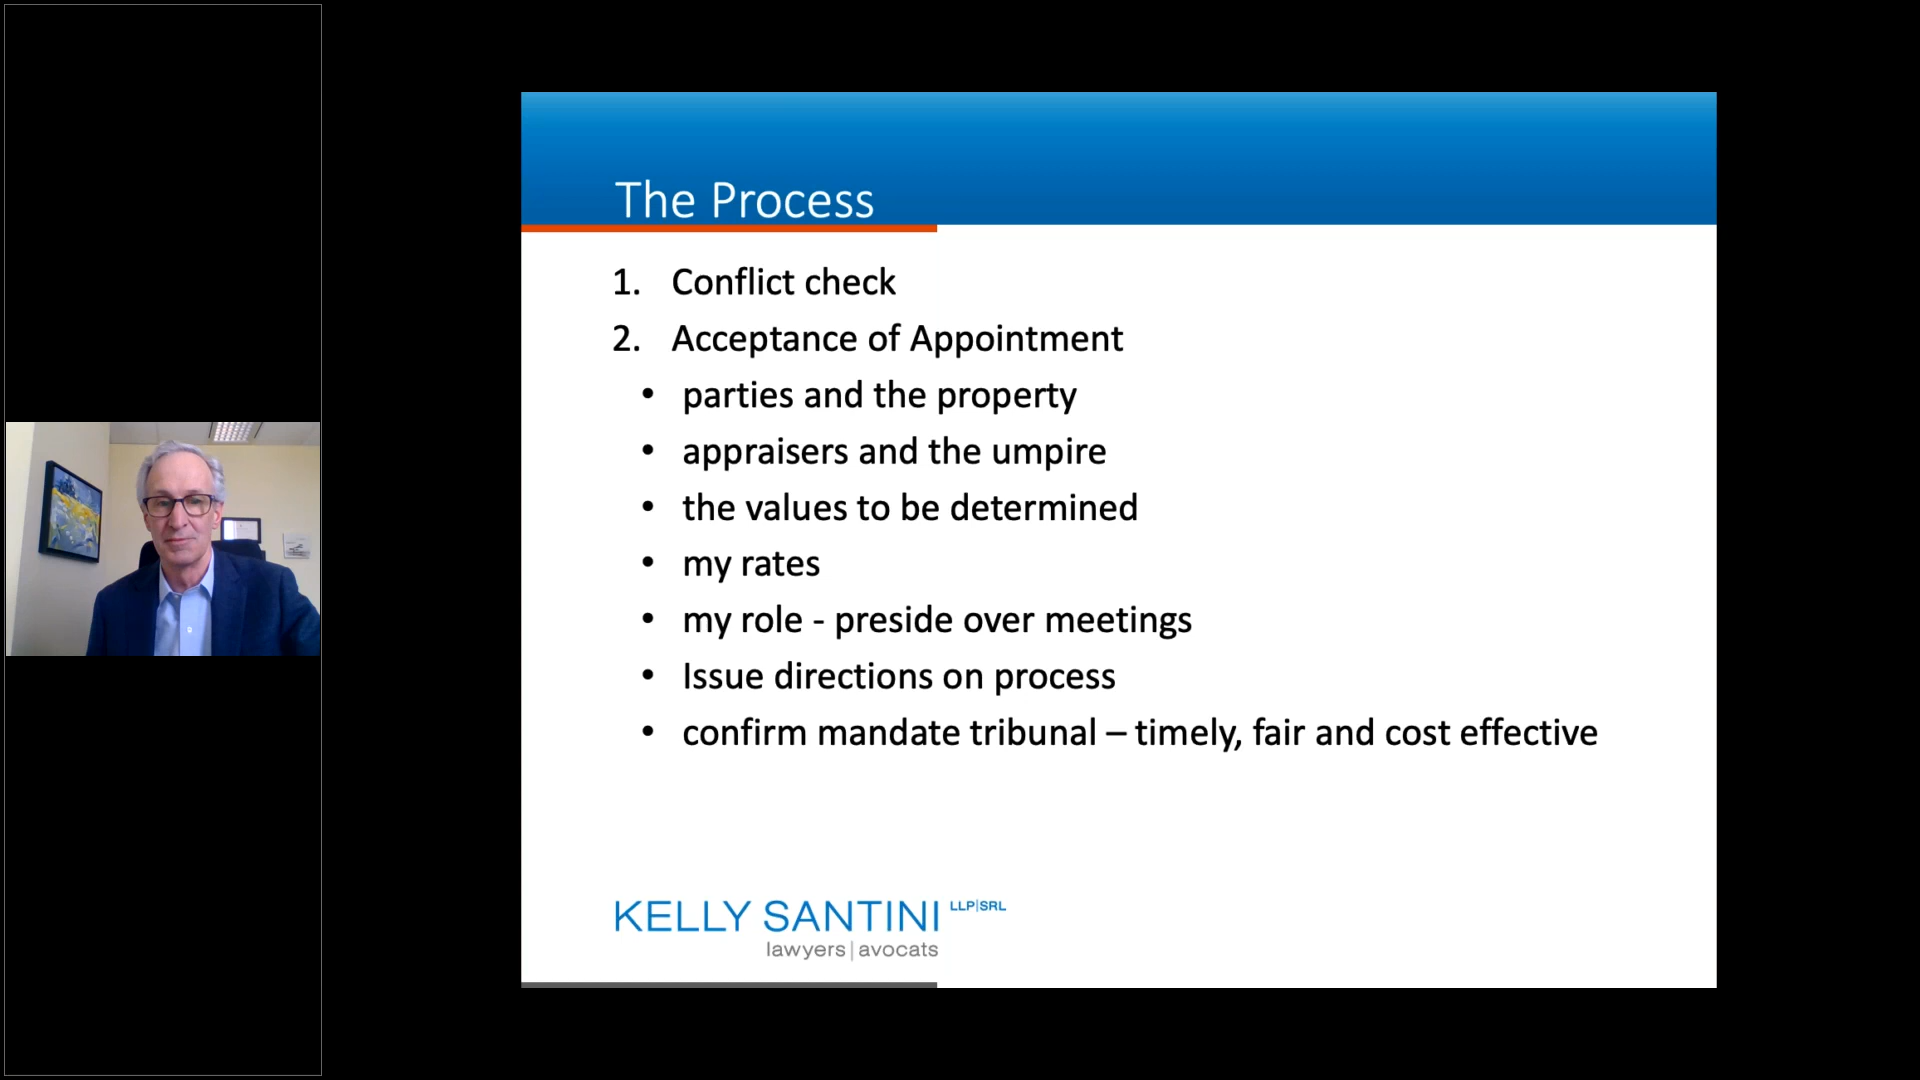 The Process
1. Conflict check
2. Acceptance of Appointment
• parties and the property
• appraisers and the umpire
• the values to be determined
• my rates
• my role - preside over meetings
• Issue directions on process
• confirm mandate tribunal – timely, fair and cost effective
KELLY SANTINI LLP|SRL
lawyers|avocats